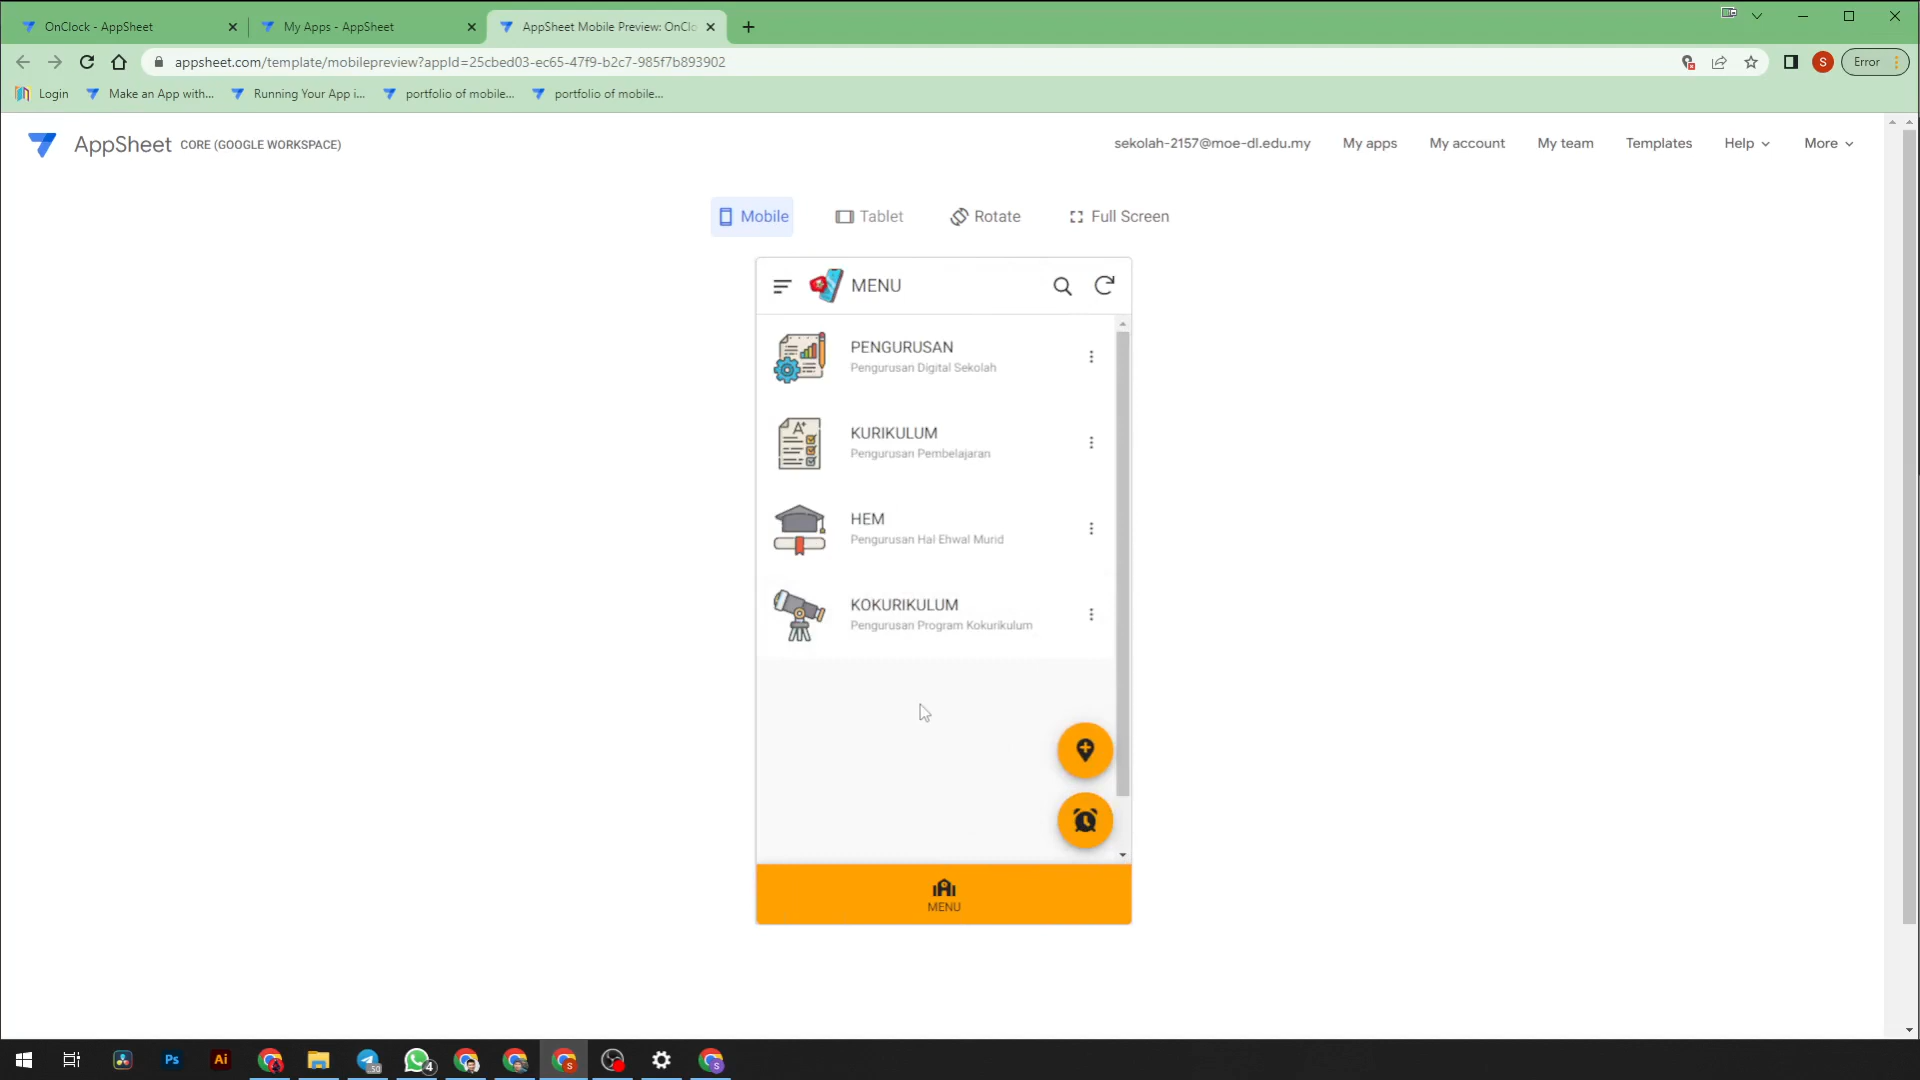 OnClock - AppSheet
My Apps - AppSheet
AppSheet Mobile Preview: OnClo
appsheet.com/template/mobilepreview?appId=25cbed03-ec65-47f9-b2c7-985f7b893902
S
Error
Login
Make an App with...
Running Your App i...
portfolio of mobile...
portfolio of mobile...
AppSheet CORE (GOOGLE WORKSPACE)
sekolah-2157@moe-dl.edu.my
My apps
My account
My team
Templates
Help
More
Mobile
Tablet
Rotate
Full Screen
MENU
PENGURUSAN
Pengurusan Digital Sekolah
A+
KURIKULUM
Pengurusan Pembelajaran
HEM
Pengurusan Hal Ehwal Murid
KOKURIKULUM
Pengurusan Program Kokurikulum
MENU
Ps
Ai
50
4
S
S